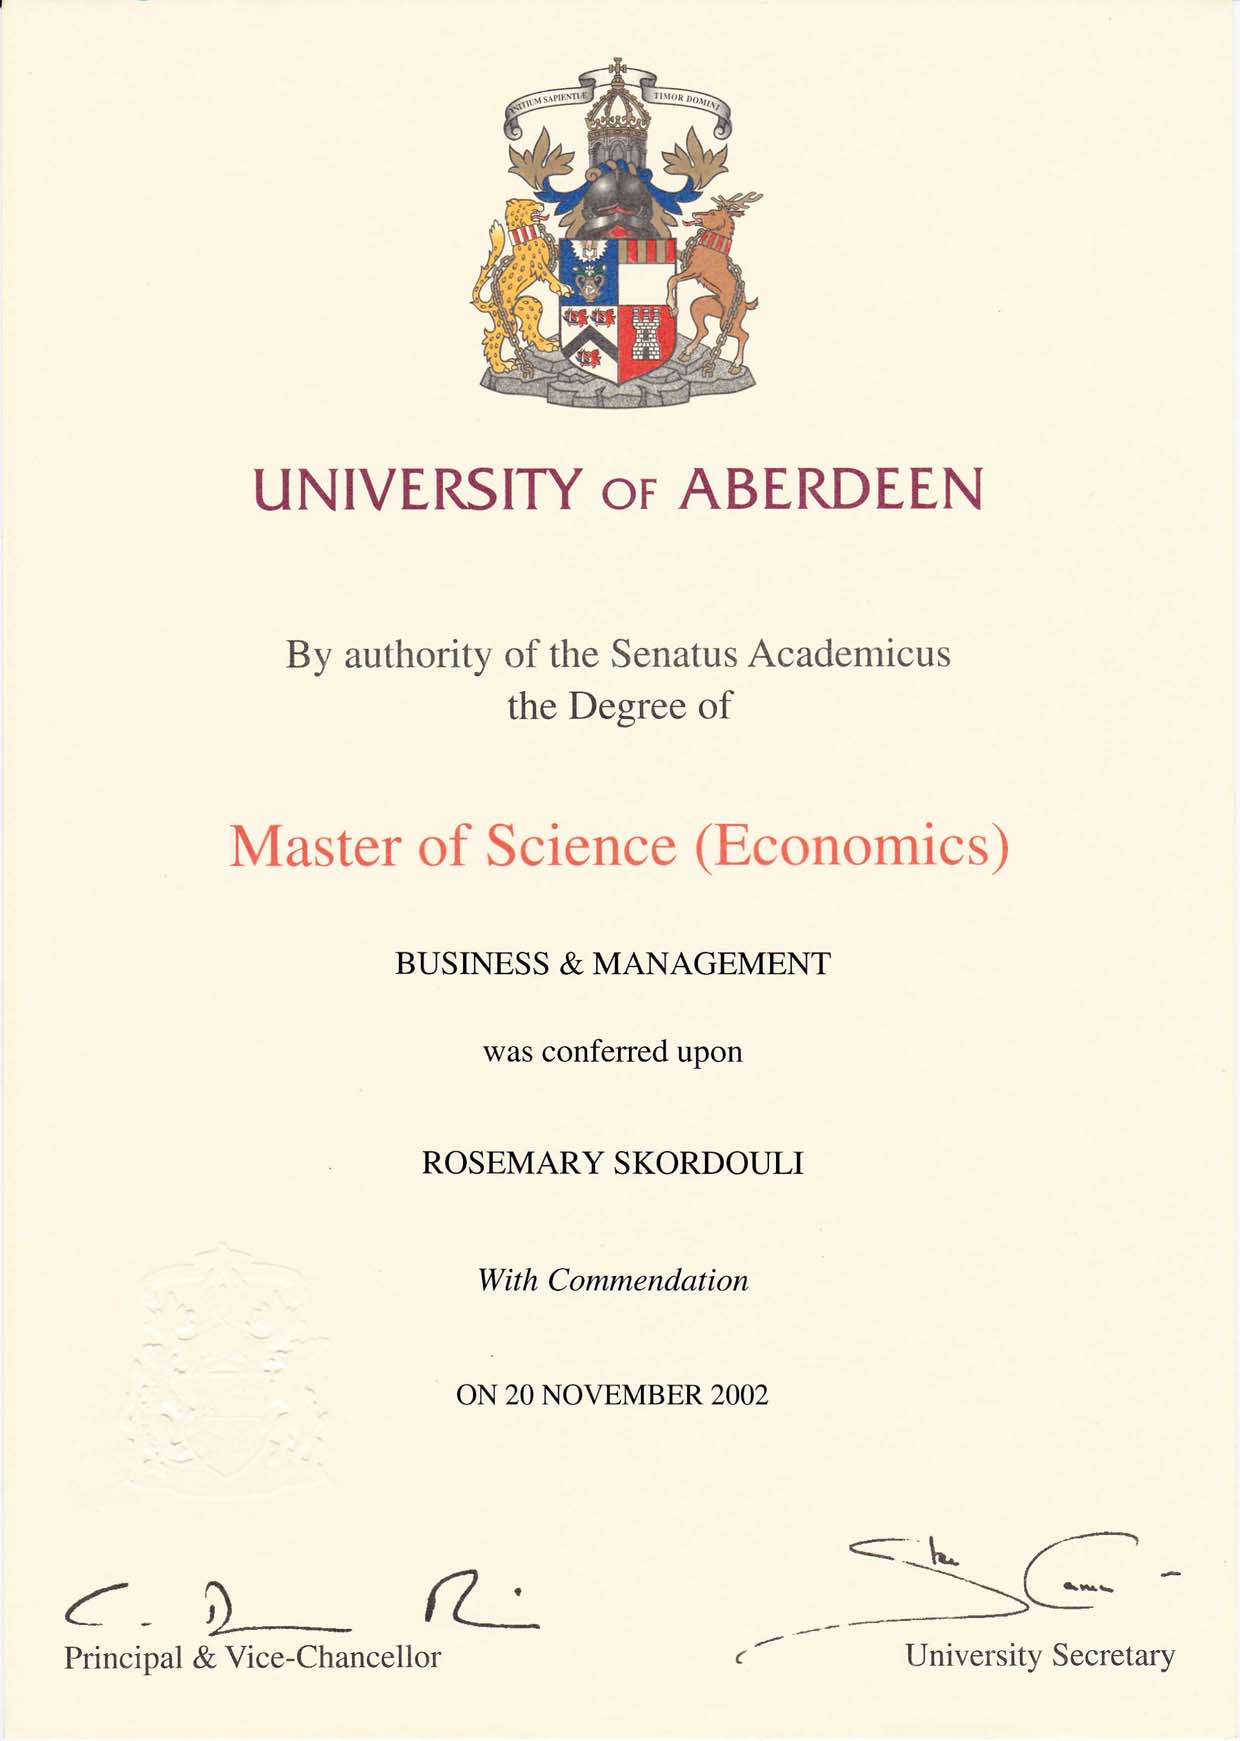 INITIUM SAPIENTIÆ TIMOR DOMINI
UNIVERSITY OF ABERDEEN
By authority of the Senatus Academicus
the Degree of
Master of Science (Economics)
BUSINESS & MANAGEMENT
was conferred upon
ROSEMARY SKORDOULI
With Commendation
ON 20 NOVEMBER 2002
Principal & Vice-Chancellor
University Secretary